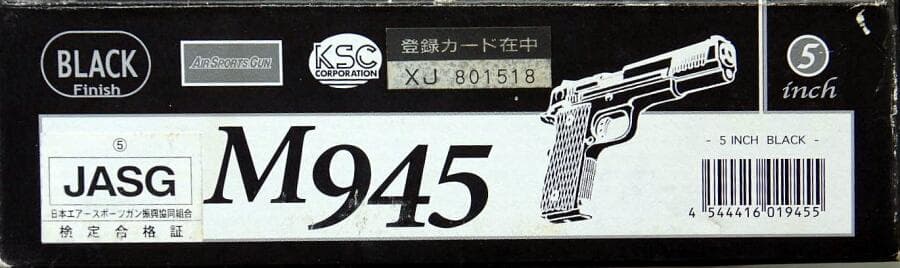 BLACK
Finish
AIR SPORTS GUN
KSC
CORPORATION
登録カード在中
XJ 801518
5
inch
⑤
JASG
日本エアースポーツガン振興協同組合
検定合格証
M945
- 5 INCH BLACK -
4 544416 019455